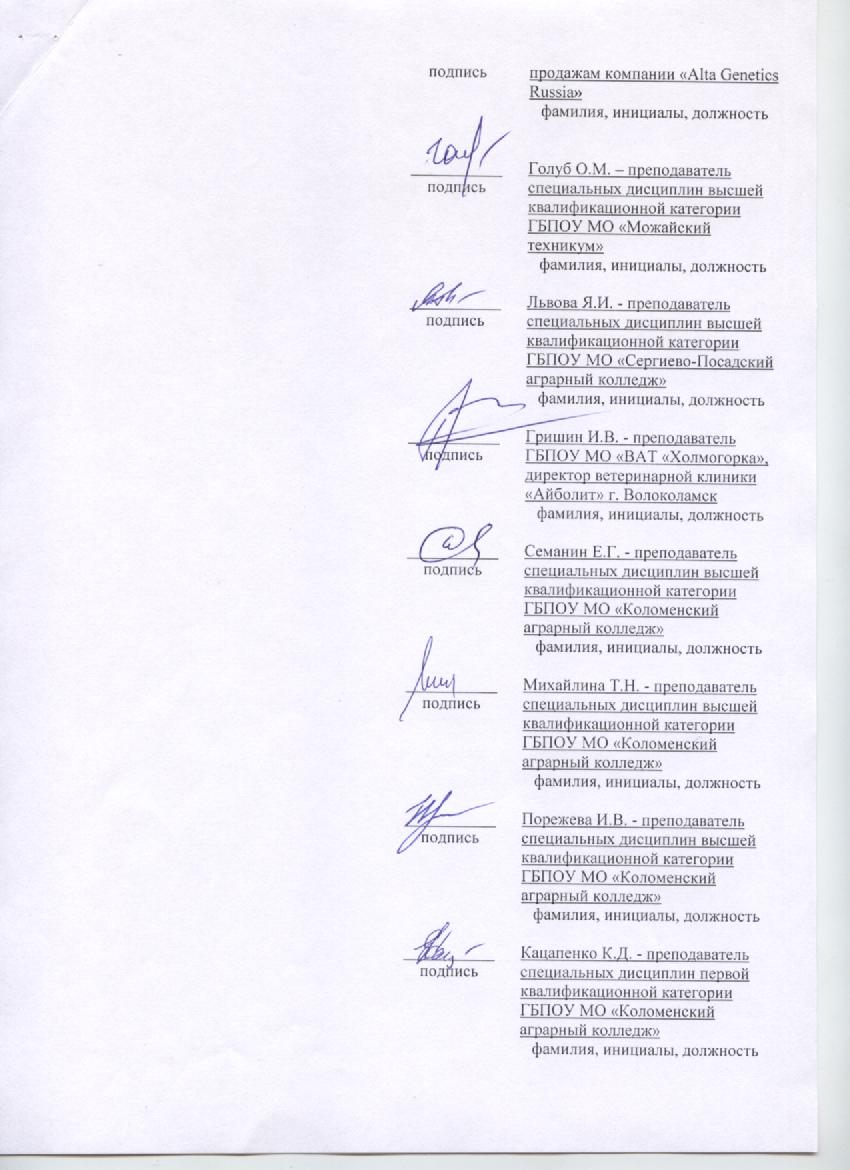 подпись продажам компании «Alta Genetics
Russia»
фамилия, инициалы, должность
Голуб О.М. – преподаватель
подпись специальных дисциплин высшей
квалификационной категории
ГБПОУ МО «Можайский
техникум»
фамилия, инициалы, должность
Львова Я.И. - преподаватель
подпись специальных дисциплин высшей
квалификационной категории
ГБПОУ МО «Сергиево-Посадский
аграрный колледж»
фамилия, инициалы, должность
Гришин И.В. - преподаватель
подпись ГБПОУ МО «ВАТ «Холмогорка»,
директор ветеринарной клиники
«Айболит» г. Волоколамск
фамилия, инициалы, должность
Семанин Е.Г. - преподаватель
подпись специальных дисциплин высшей
квалификационной категории
ГБПОУ МО «Коломенский
аграрный колледж»
фамилия, инициалы, должность
Михайлина Т.Н. - преподаватель
подпись специальных дисциплин высшей
квалификационной категории
ГБПОУ МО «Коломенский
аграрный колледж»
фамилия, инициалы, должность
Порежева И.В. - преподаватель
подпись специальных дисциплин высшей
квалификационной категории
ГБПОУ МО «Коломенский
аграрный колледж»
фамилия, инициалы, должность
Кацапенко К.Д. - преподаватель
подпись специальных дисциплин первой
квалификационной категории
ГБПОУ МО «Коломенский
аграрный колледж»
фамилия, инициалы, должность